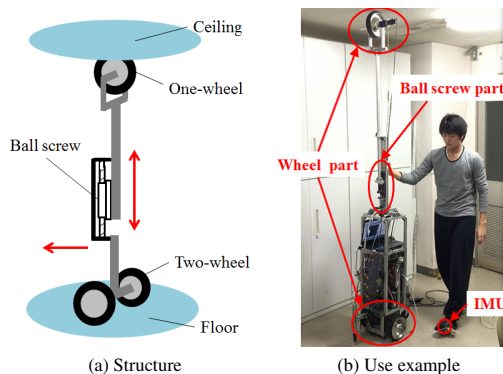 Ceiling
One-wheel
Ball screw
Two-wheel
Floor
(a) Structure
Ball screw part
Wheel part
IMU
(b) Use example